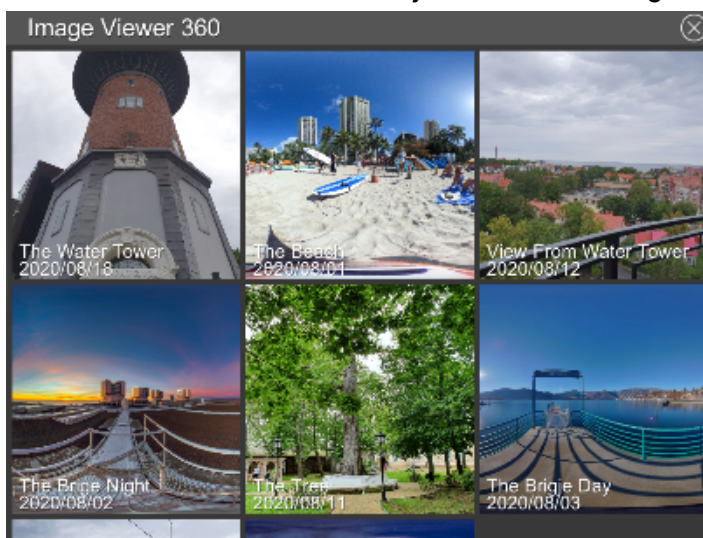 Image Viewer 360
The Water Tower
2020/08/18
The Beach
2020/08/01
View From Water Tower
2020/08/12
The Brige Night
2020/08/02
The Tree
2020/08/11
The Brigie Day
2020/08/03